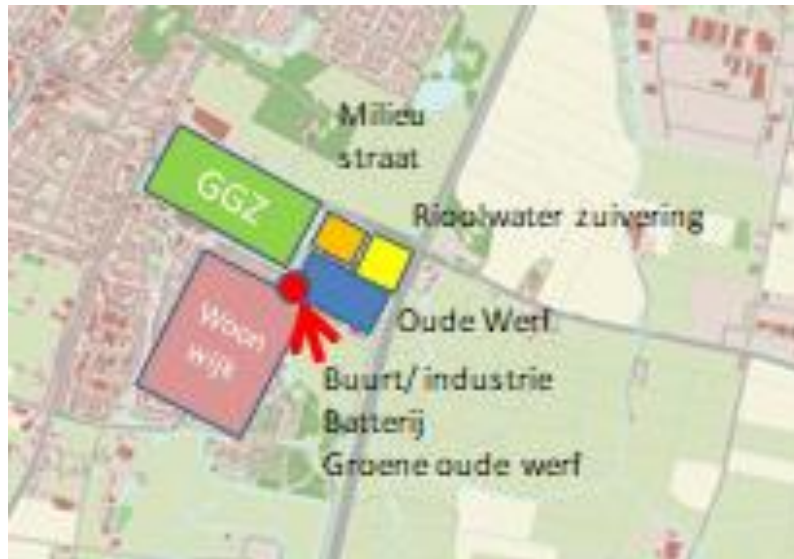 Milieu
straat
GGZ
Rioolwater zuivering
Woon
wijk
Oude Werf
Buurt/industrie
Batterij
Groene oude werf